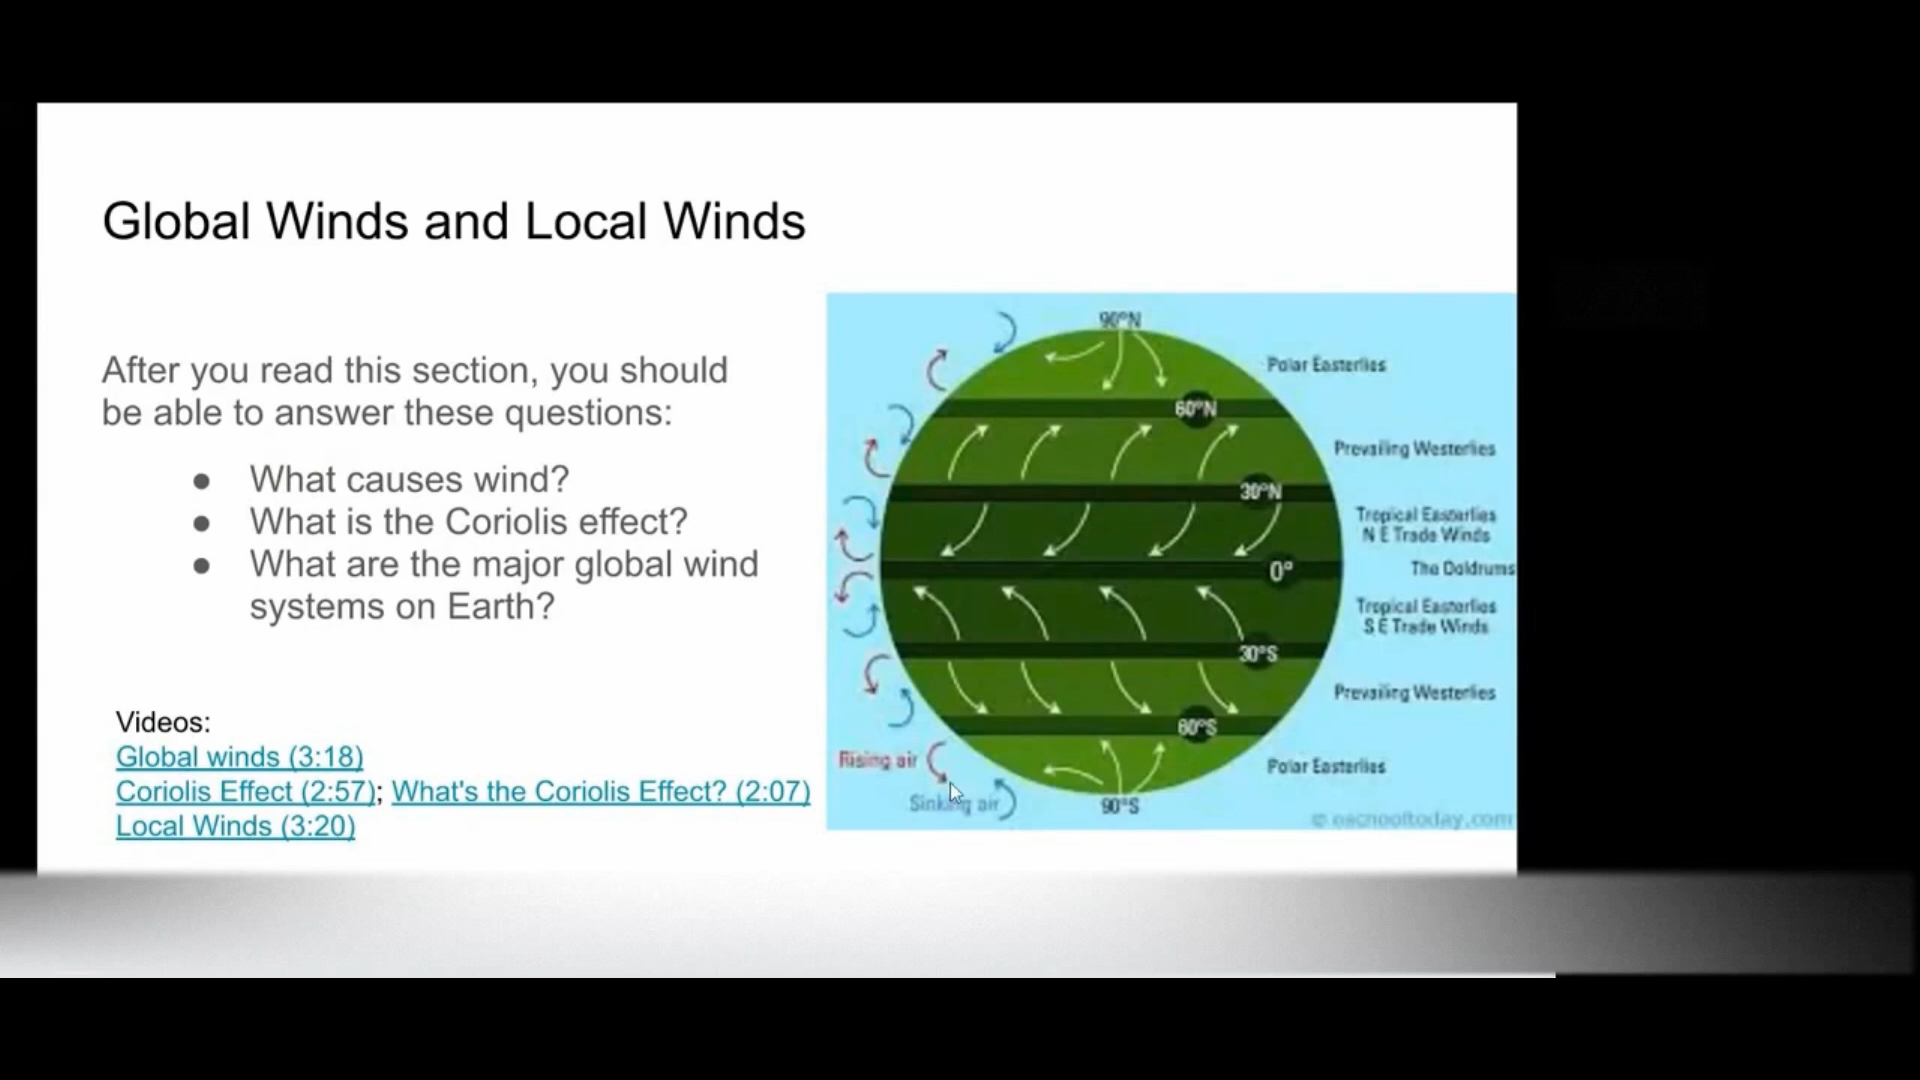 Global Winds and Local Winds
After you read this section, you should
be able to answer these questions:
● What causes wind?
● What is the Coriolis effect?
● What are the major global wind
systems on Earth?
Videos:
Global winds (3:18)
Coriolis Effect (2:57); What's the Coriolis Effect? (2:07)
Local Winds (3:20)
90°N
Polar Easterlies
60°N
Prevailing Westerlies
30°N
Tropical Easterlies
N E Trade Winds
0°
The Doldrums
Tropical Easterlies
S E Trade Winds
30°S
Prevailing Westerlies
60°S
Rising air
Polar Easterlies
Sinking air
90°S
© eschooltoday.com